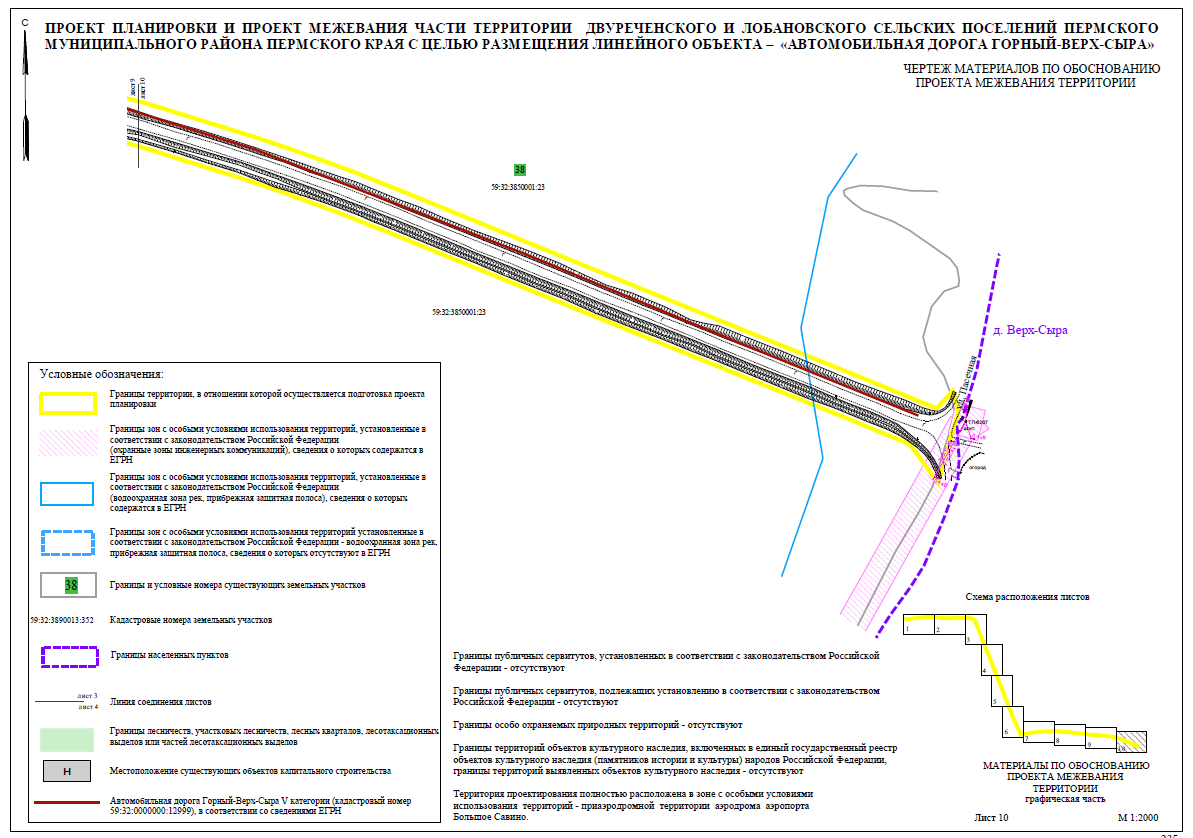 С
ПРОЕКТ ПЛАНИРОВКИ И ПРОЕКТ МЕЖЕВАНИЯ ЧАСТИ ТЕРРИТОРИИ ДВУРЕЧЕНСКОГО И ЛОБАНОВСКОГО СЕЛЬСКИХ ПОСЕЛЕНИЙ ПЕРМСКОГО
МУНИЦИПАЛЬНОГО РАЙОНА ПЕРМСКОГО КРАЯ С ЦЕЛЬЮ РАЗМЕЩЕНИЯ ЛИНЕЙНОГО ОБЪЕКТА – «АВТОМОБИЛЬНАЯ ДОРОГА ГОРНЫЙ-ВЕРХ-СЫРА»
ЧЕРТЕЖ МАТЕРИАЛОВ ПО ОБОСНОВАНИЮ
ПРОЕКТА МЕЖЕВАНИЯ ТЕРРИТОРИИ
лист 9
лист 10
38
59:32:3850001:23
59:32:3850001:23
д. Верх-Сыра
ул. Пасечная
огород
Условные обозначения:
Границы территории, в отношении которой осуществляется подготовка проекта
планировки
Границы зон с особыми условиями использования территорий, установленные в
соответствии с законодательством Российской Федерации
(охранные зоны инженерных коммуникаций), сведения о которых содержатся в
ЕГРН
Границы зон с особыми условиями использования территорий, установленные в
соответствии с законодательством Российской Федерации
(водоохранная зона рек, прибрежная защитная полоса), сведения о которых
содержатся в ЕГРН
Границы зон с особыми условиями использования территорий установленные в
соответствии с законодательством Российской Федерации - водоохранная зона рек,
прибрежная защитная полоса, сведения о которых отсутствуют в ЕГРН
38
Границы и условные номера существующих земельных участков
59:32:3890013:352
Кадастровые номера земельных участков
Границы населенных пунктов
лист 3
лист 4
Линия соединения листов
Границы лесничеств, участковых лесничеств, лесных кварталов, лесотаксационных
выделов или частей лесотаксационных выделов
Н
Местоположение существующих объектов капитального строительства
Автомобильная дорога Горный-Верх-Сыра V категории (кадастровый номер
59:32:0000000:12999), в соответствии со сведениями ЕГРН
Границы публичных сервитутов, установленных в соответствии с законодательством Российской
Федерации - отсутствуют
Границы публичных сервитутов, подлежащих установлению в соответствии с законодательством
Российской Федерации - отсутствуют
Границы особо охраняемых природных территорий - отсутствуют
Границы территорий объектов культурного наследия, включенных в единый государственный реестр
объектов культурного наследия (памятников истории и культуры) народов Российской Федерации,
границы территорий выявленных объектов культурного наследия - отсутствуют
Территория проектирования полностью расположена в зоне с особыми условиями
использования территорий - приаэродромной территории аэродрома аэропорта
Большое Савино.
Схема расположения листов
1
2
3
4
5
6
7
8
9
10
МАТЕРИАЛЫ ПО ОБОСНОВАНИЮ
ПРОЕКТА МЕЖЕВАНИЯ
ТЕРРИТОРИИ
графическая часть
Лист 10
М 1:2000